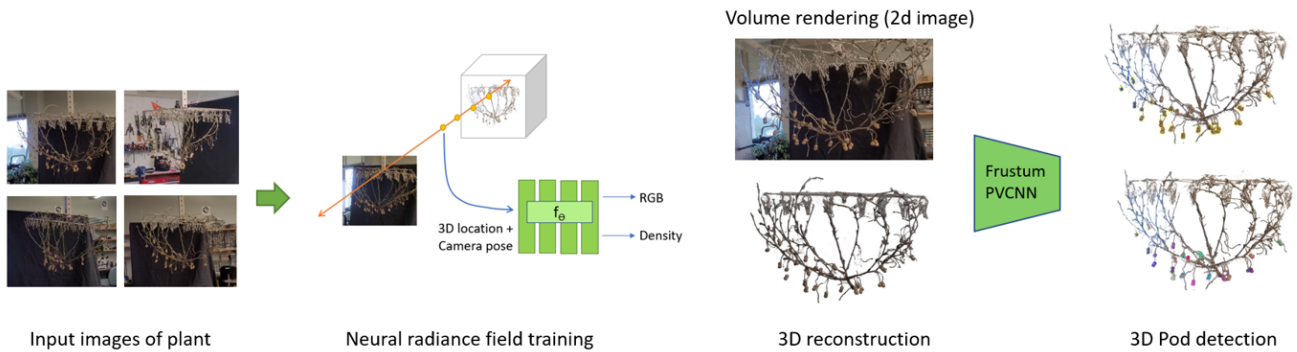 Volume rendering (2d image)
3D location +
Camera pose
fθ
RGB
Density
Frustum
PVCNN
Input images of plant
Neural radiance field training
3D reconstruction
3D Pod detection